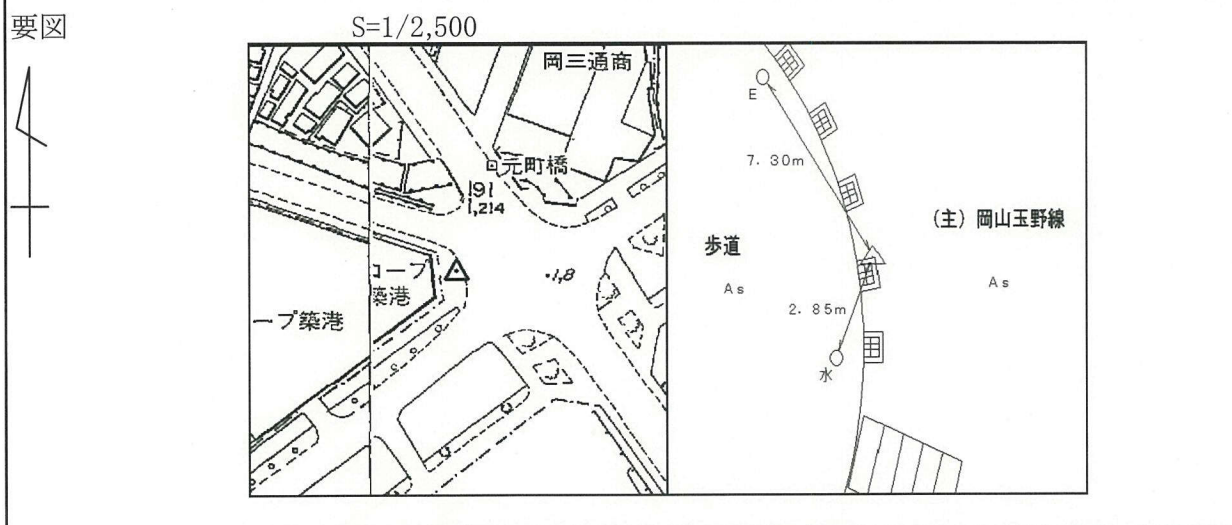 要図
S=1/2,500
岡三通商
元町橋
191
1,214
コープ
築港
ープ築港
・1,8
E
7. 30m
(主) 岡山玉野線
歩道
As
As
2. 85m
水